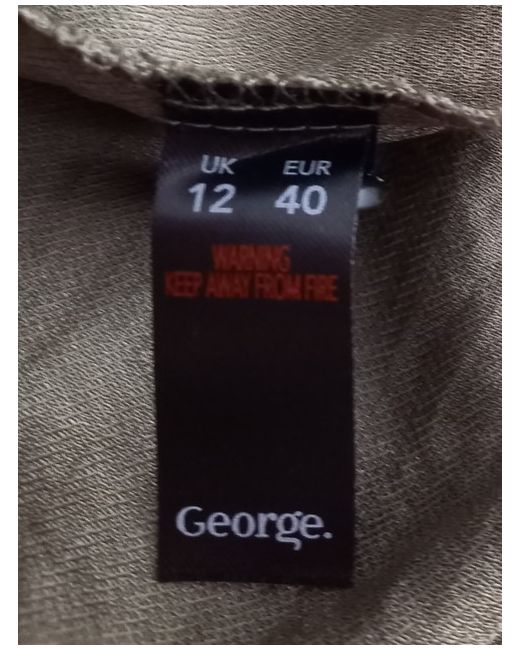 UK EUR
12 40
WARNING
KEEP AWAY FROM FIRE
George.